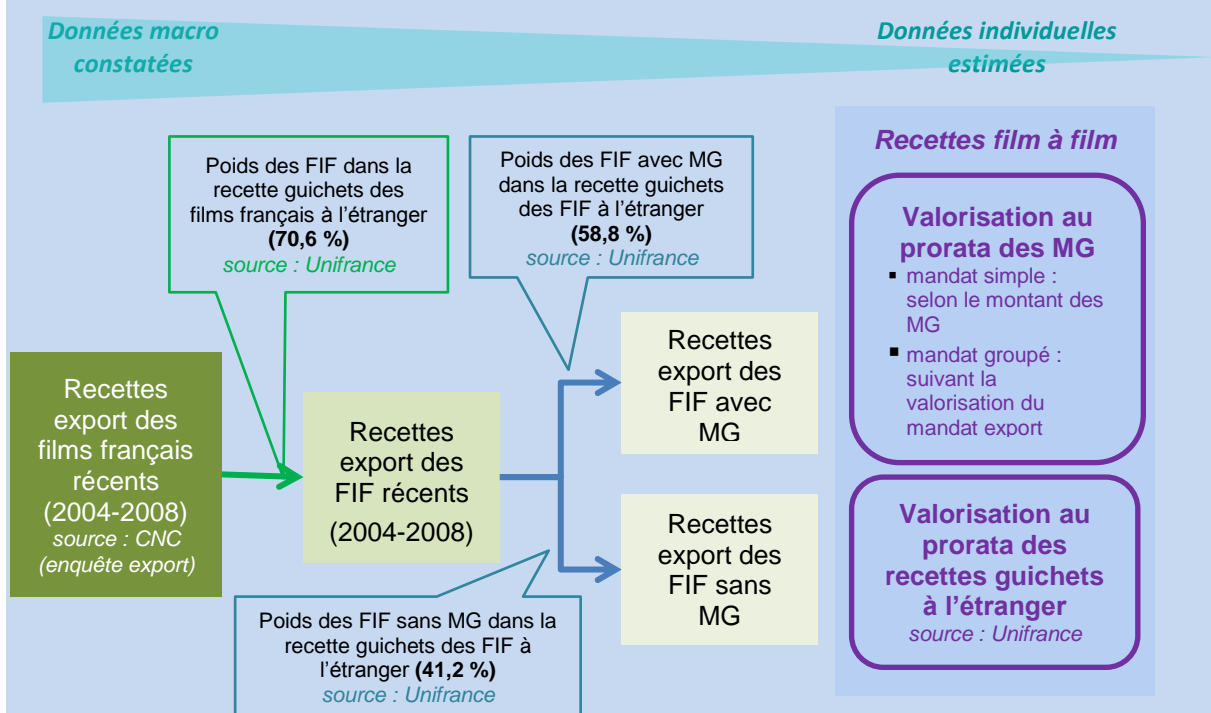 Données macro
constatées
Données individuelles
estimées
Poids des FIF dans la
recette guichets des
films français à l'étranger
(70,6 %)
source : Unifrance
Poids des FIF avec MG
dans la recette guichets
des FIF à l'étranger
(58,8 %)
source : Unifrance
Recettes film à film
Valorisation au
prorata des MG
▪ mandat simple :
selon le montant des
MG
▪ mandat groupé :
suivant la
valorisation du
mandat export
Recettes
export des
films français
récents
(2004-2008)
source : CNC
(enquête export)
Recettes
export des
FIF récents
(2004-2008)
Recettes
export des
FIF avec
MG
Recettes
export des
FIF sans
MG
Valorisation au
prorata des
recettes guichets
à l'étranger
source : Unifrance
Poids des FIF sans MG dans la
recette guichets des FIF à
l'étranger (41,2 %)
source : Unifrance